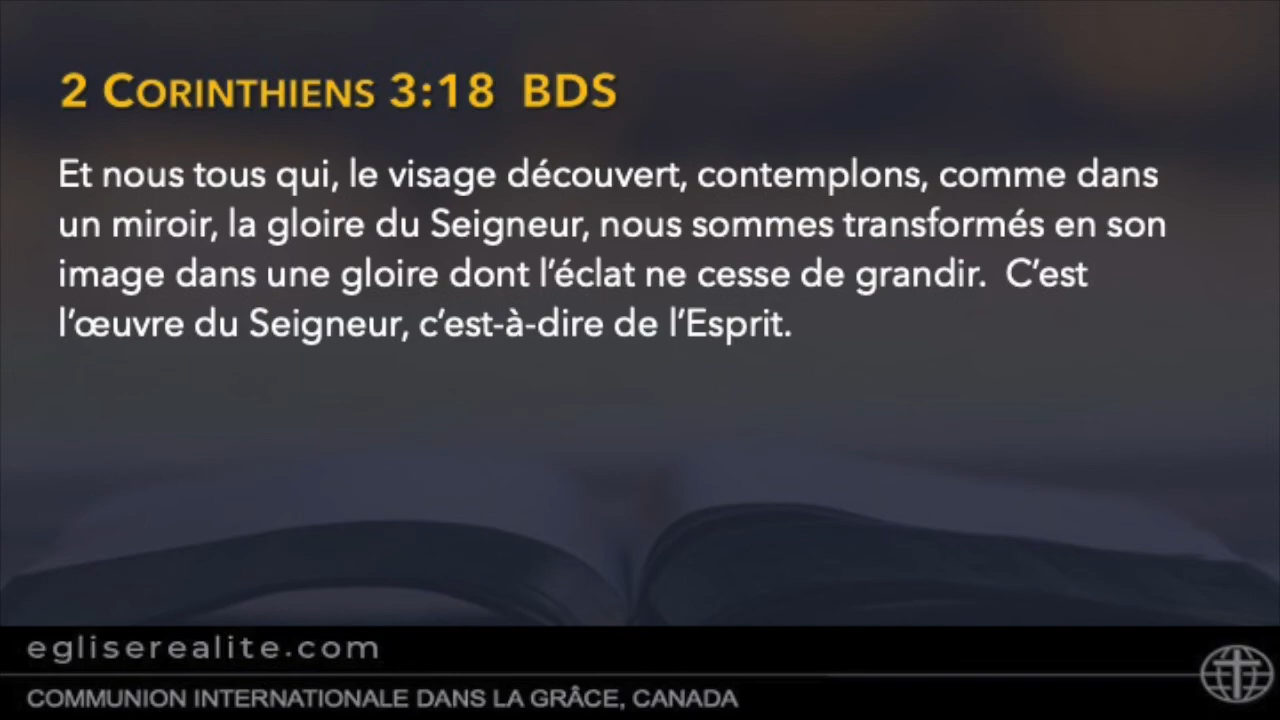 2 CORINTHIENS 3:18 BDS
Et nous tous qui, le visage découvert, contemplons, comme dans
un miroir, la gloire du Seigneur, nous sommes transformés en son
image dans une gloire dont l’éclat ne cesse de grandir. C’est
l’œuvre du Seigneur, c’est-à-dire de l’Esprit.
egliserealite.com
COMMUNION INTERNATIONALE DANS LA GRÂCE, CANADA